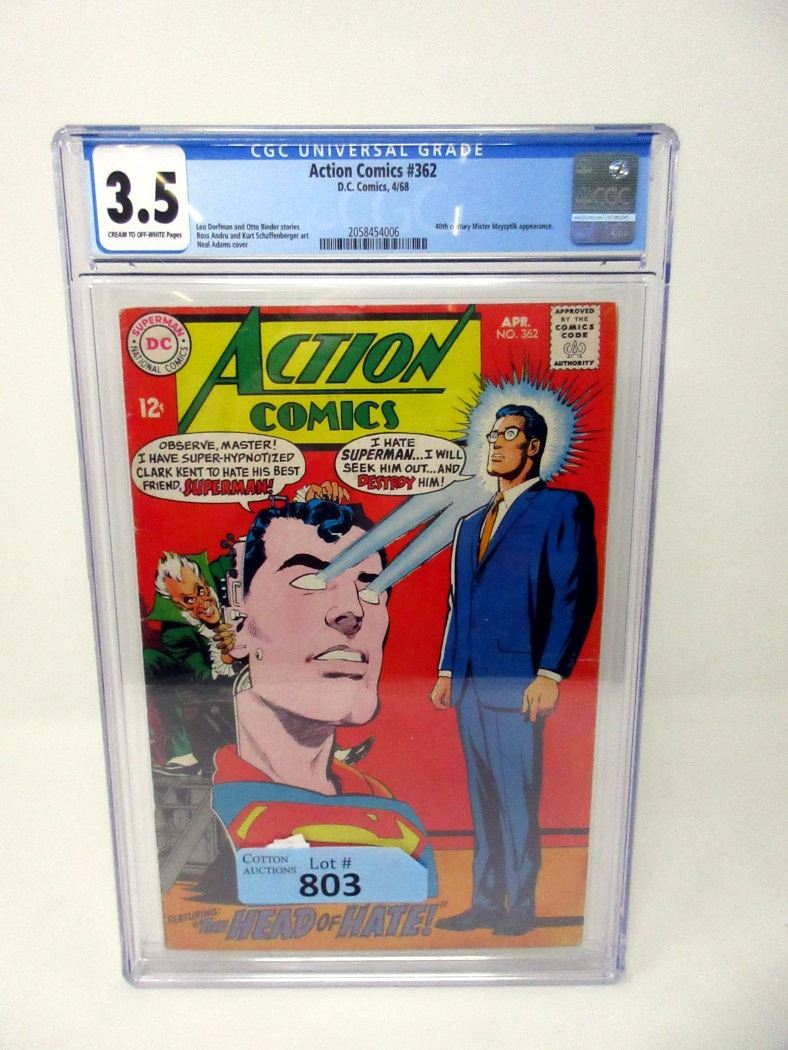 CGC UNIVERSAL GRADE
3.5
CREAM TO OFF-WHITE Pages
Action Comics #362
D.C. Comics, 4/68
Leo Dorfman and Otto Binder stories
Ross Andru and Kurt Schaffenberger art
Neal Adams cover
2058454006
40th century Mister Mxyzptlk appearance.
CGC
SUPERMAN
DC
NATIONAL COMICS
12¢
ACTION
COMICS
APR.
NO. 362
APPROVED
BY THE
COMICS
CODE
CA
AUTHORITY
OBSERVE, MASTER!
I HAVE SUPER-HYPNOTIZED
CLARK KENT TO HATE HIS BEST
FRIEND, SUPERMAN!
I HATE
SUPERMAN...I WILL
SEEK HIM OUT...AND
DESTROY HIM!
COTTON
AUCTIONS
Lot #
803
FEATURING:
"THE HEAD OF HATE!"